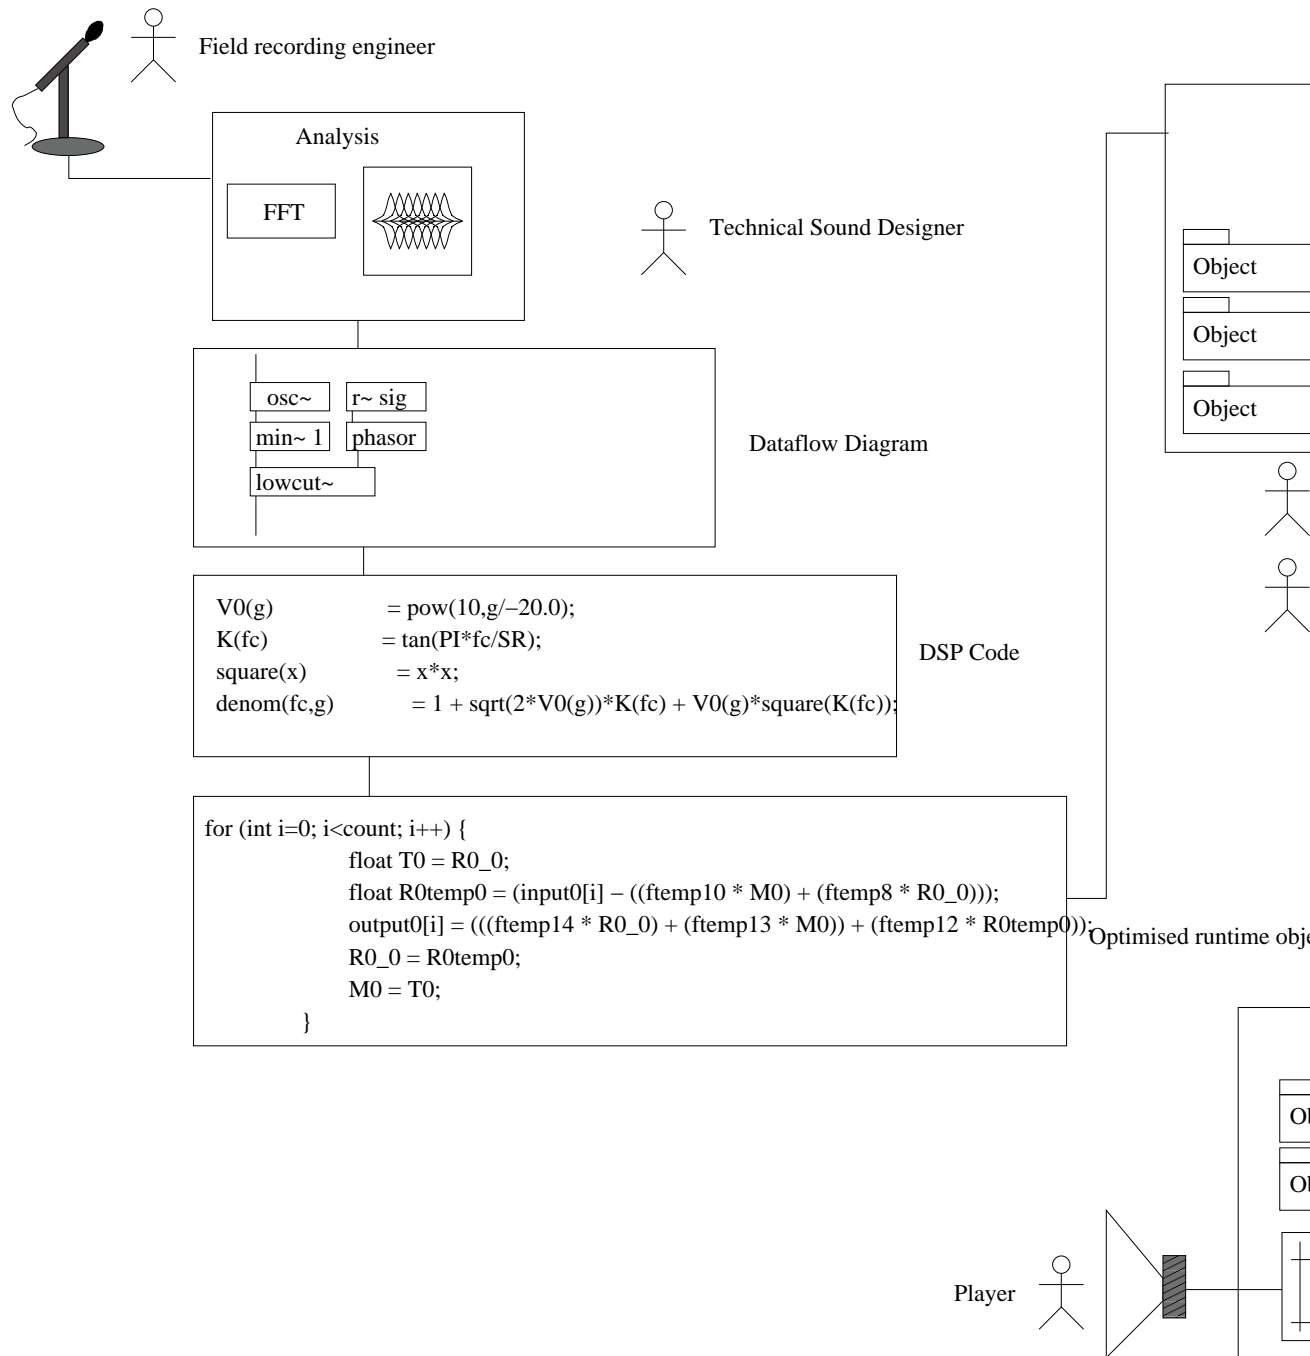 Field recording engineer
Analysis
FFT
Technical Sound Designer
Object
Object
Object
osc~ r~ sig
min~ 1 phasor
lowcut~
Dataflow Diagram
V0(g) = pow(10,g/−20.0);
K(fc) = tan(PI*fc/SR);
square(x) = x*x;
denom(fc,g) = 1 + sqrt(2*V0(g))*K(fc) + V0(g)*square(K(fc));
DSP Code
for (int i=0; i<count; i++) {
float T0 = R0_0;
float R0temp0 = (input0[i] − ((ftemp10 * M0) + (ftemp8 * R0_0)));
output0[i] = (((ftemp14 * R0_0) + (ftemp13 * M0)) + (ftemp12 * R0temp0));
R0_0 = R0temp0;
M0 = T0;
}
Optimised runtime
Player